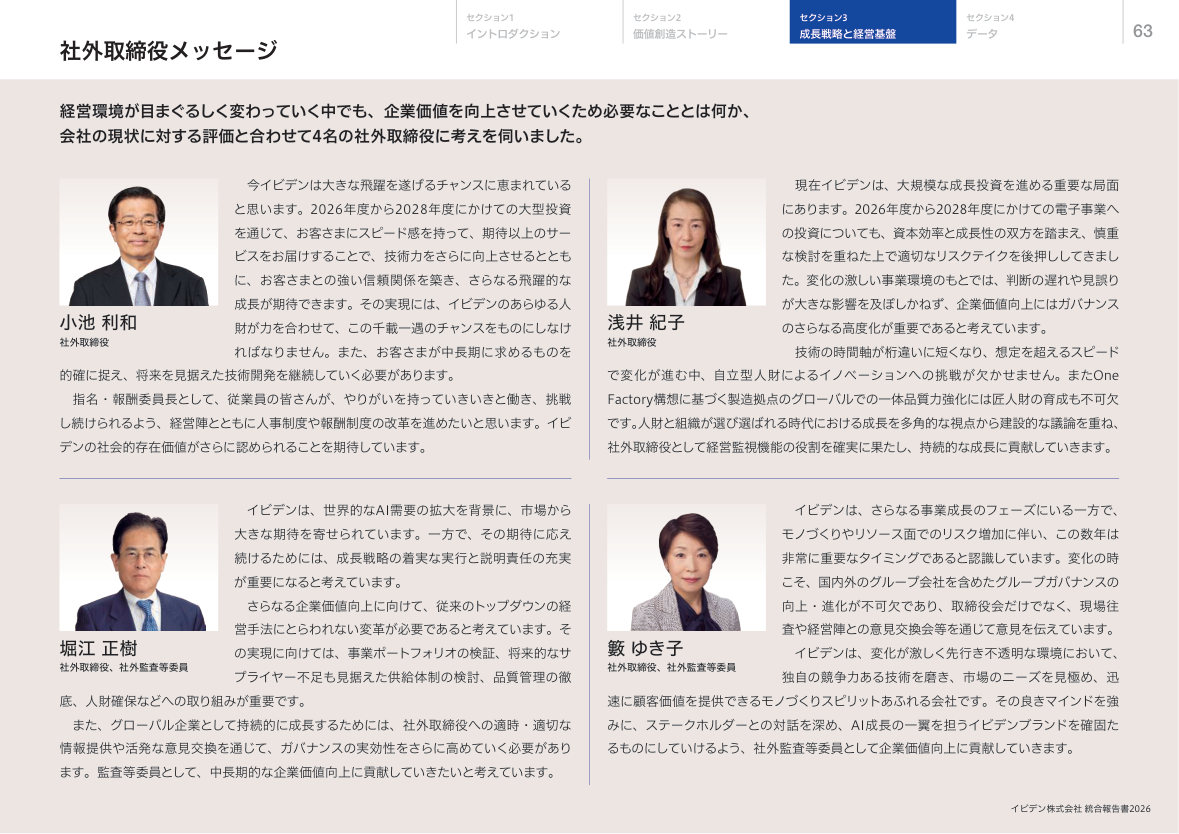 社外取締役メッセージ
セクション1
イントロダクション
セクション2
価値創造ストーリー
セクション3
成長戦略と経営基盤
セクション4
データ
63
経営環境が目まぐるしく変わっていく中でも、企業価値を向上させていくため必要なこととは何か、
会社の現状に対する評価と合わせて4名の社外取締役に考えを伺いました。
小池 利和
社外取締役
今イビデンは大きな飛躍を遂げるチャンスに恵まれている
と思います。2026年度から2028年度にかけての大型投資
を通じて、お客さまにスピード感を持って、期待以上のサー
ビスをお届けすることで、技術力をさらに向上させるととも
に、お客さまとの強い信頼関係を築き、さらなる飛躍的な
成長が期待できます。その実現には、イビデンのあらゆる人
財が力を合わせて、この千載一遇のチャンスをものにしなけ
ればなりません。また、お客さまが中長期に求めるものを
的確に捉え、将来を見据えた技術開発を継続していく必要があります。
指名・報酬委員長として、従業員の皆さんが、やりがいを持っていきいきと働き、挑戦
し続けられるよう、経営陣とともに人事制度や報酬制度の改革を進めたいと思います。イビ
デンの社会的存在価値がさらに認められることを期待しています。
浅井 紀子
社外取締役
現在イビデンは、大規模な成長投資を進める重要な局面
にあります。2026年度から2028年度にかけての電子事業へ
の投資についても、資本効率と成長性の双方を踏まえ、慎重
な検討を重ねた上で適切なリスクテイクを後押ししてきまし
た。変化の激しい事業環境のもとでは、判断の遅れや見誤り
が大きな影響を及ぼしかねず、企業価値向上にはガバナンス
のさらなる高度化が重要であると考えています。
技術の時間軸が桁違いに短くなり、想定を超えるスピード
で変化が進む中、自立型人財によるイノベーションへの挑戦が欠かせません。またOne
Factory構想に基づく製造拠点のグローバルでの一体品質力強化には匠人財の育成も不可欠
です。人財と組織が選び選ばれる時代における成長を多角的な視点から建設的な議論を重ね、
社外取締役として経営監視機能の役割を確実に果たし、持続的な成長に貢献していきます。
堀江 正樹
社外取締役、社外監査等委員
イビデンは、世界的なAI需要の拡大を背景に、市場から
大きな期待を寄せられています。一方で、その期待に応え
続けるためには、成長戦略の着実な実行と説明責任の充実
が重要になると考えています。
さらなる企業価値向上に向けて、従来のトップダウンの経
営手法にとらわれない変革が必要であると考えています。そ
の実現に向けては、事業ポートフォリオの検証、将来的なサ
プライヤー不足も見据えた供給体制の検討、品質管理の徹
底、人財確保などへの取り組みが重要です。
また、グローバル企業として持続的に成長するためには、社外取締役への適時・適切な
情報提供や活発な意見交換を通じて、ガバナンスの実効性をさらに高めていく必要があり
ます。監査等委員として、中長期的な企業価値向上に貢献していきたいと考えています。
籔 ゆき子
社外取締役、社外監査等委員
イビデンは、さらなる事業成長のフェーズにいる一方で、
モノづくりやリソース面でのリスク増加に伴い、この数年は
非常に重要なタイミングであると認識しています。変化の時
こそ、国内外のグループ会社を含めたグループガバナンスの
向上・進化が不可欠であり、取締役会だけでなく、現場往
査や経営陣との意見交換会等を通じて意見を伝えています。
イビデンは、変化が激しく先行き不透明な環境において、
独自の競争力ある技術を磨き、市場のニーズを見極め、迅
速に顧客価値を提供できるモノづくりスピリットあふれる会社です。その良きマインドを強
みに、ステークホルダーとの対話を深め、AI成長の一翼を担うイビデンブランドを確固た
るものにしていけるよう、社外監査等委員として企業価値向上に貢献していきます。
イビデン株式会社 統合報告書2026